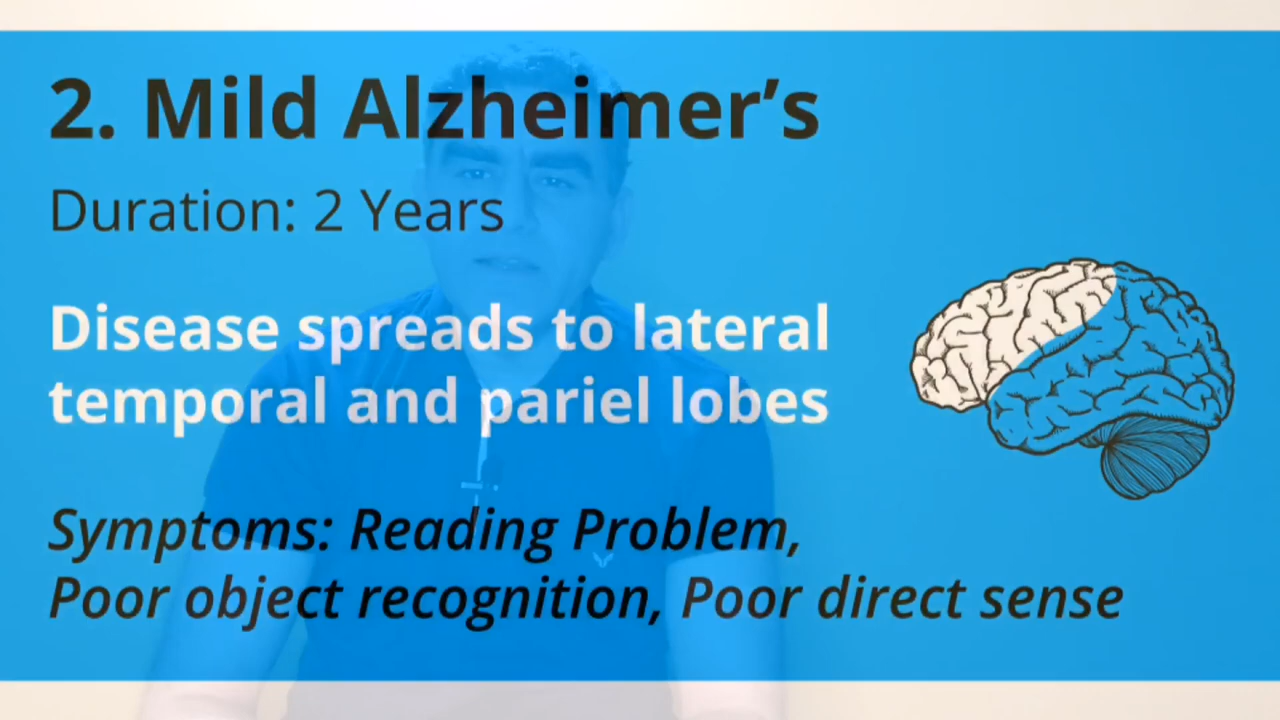 2. Mild Alzheimer’s
Duration: 2 Years
Disease spreads to lateral
temporal and pariel lobes
Symptoms: Reading Problem,
Poor object recognition, Poor direct sense